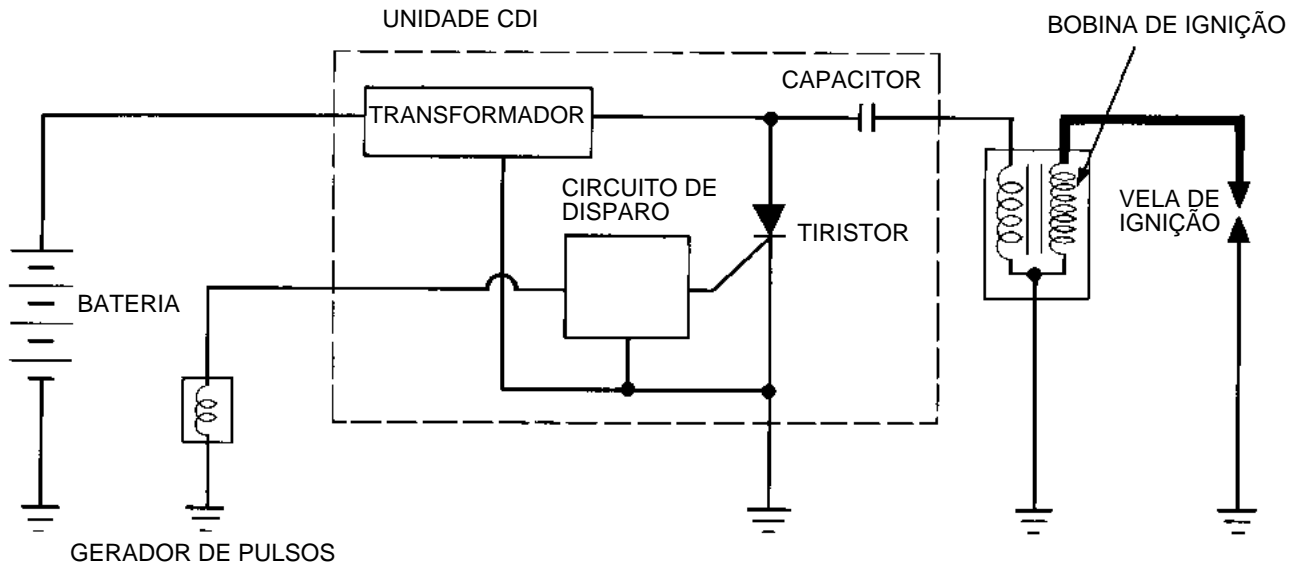 UNIDADE CDI
BOBINA DE IGNIÇÃO
CAPACITOR
TRANSFORMADOR
CIRCUITO DE
DISPARO
TIRISTOR
VELA DE
IGNIÇÃO
BATERIA
GERADOR DE PULSOS